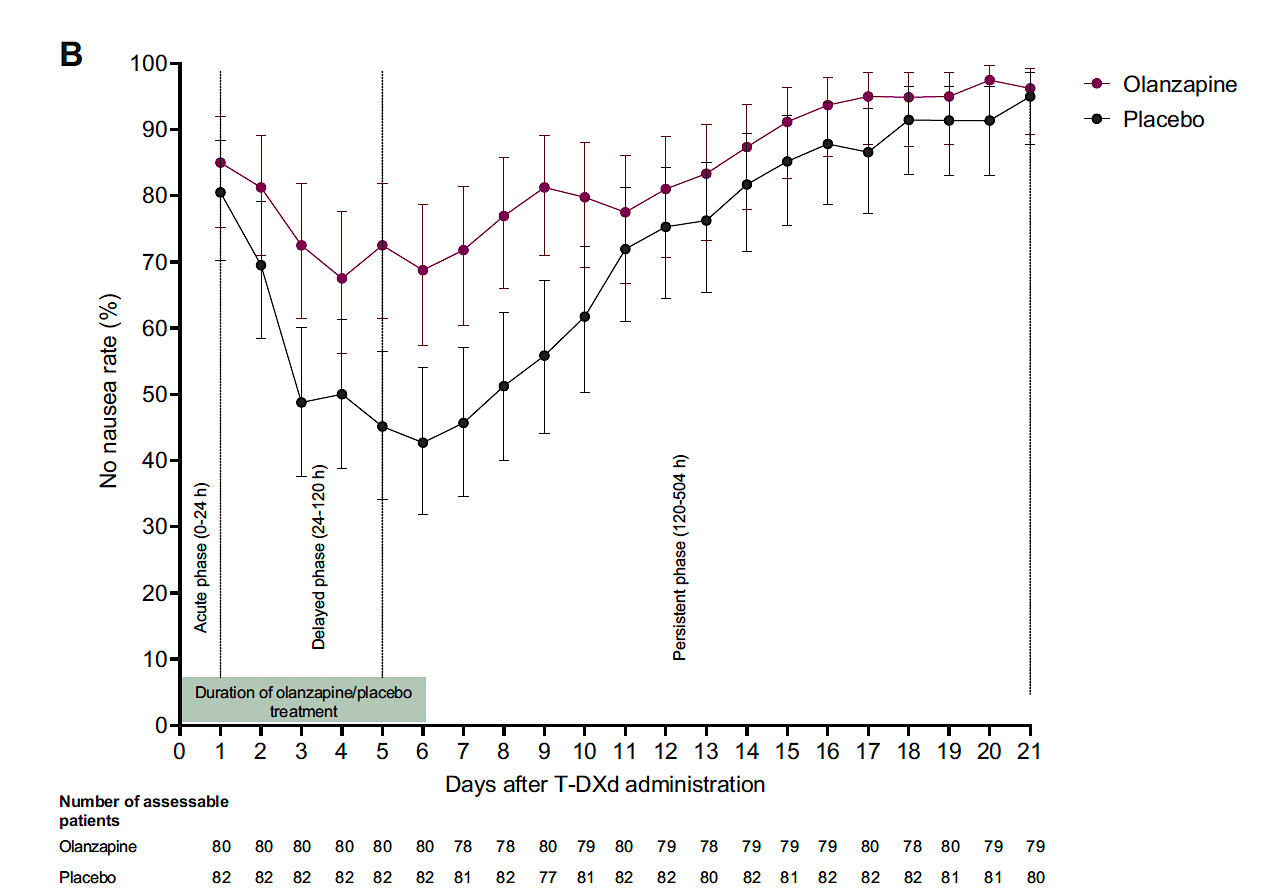 B
Olanzapine
Placebo
100
90
80
70
60
50
40
30
20
10
0
No nausea rate (%)
Acute phase (0-24 h)
Delayed phase (24-120 h)
Persistent phase (120-504 h)
Duration of olanzapine/placebo
treatment
0 1 2 3 4 5 6 7 8 9 10 11 12 13 14 15 16 17 18 19 20 21
Days after T-DXd administration
Number of assessable
patients
Olanzapine 80 80 80 80 80 80 78 78 80 79 80 79 78 79 79 79 80 78 80 79 79
Placebo 82 82 82 82 82 82 81 82 77 81 82 82 80 82 81 82 82 82 81 81 80